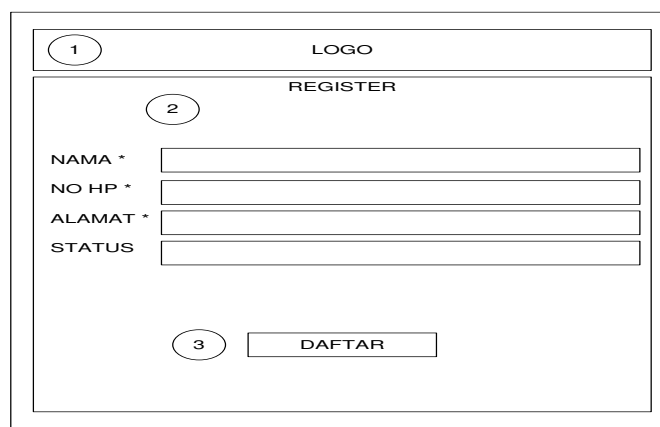 1 LOGO
REGISTER
2
NAMA *
NO HP *
ALAMAT *
STATUS
3 DAFTAR